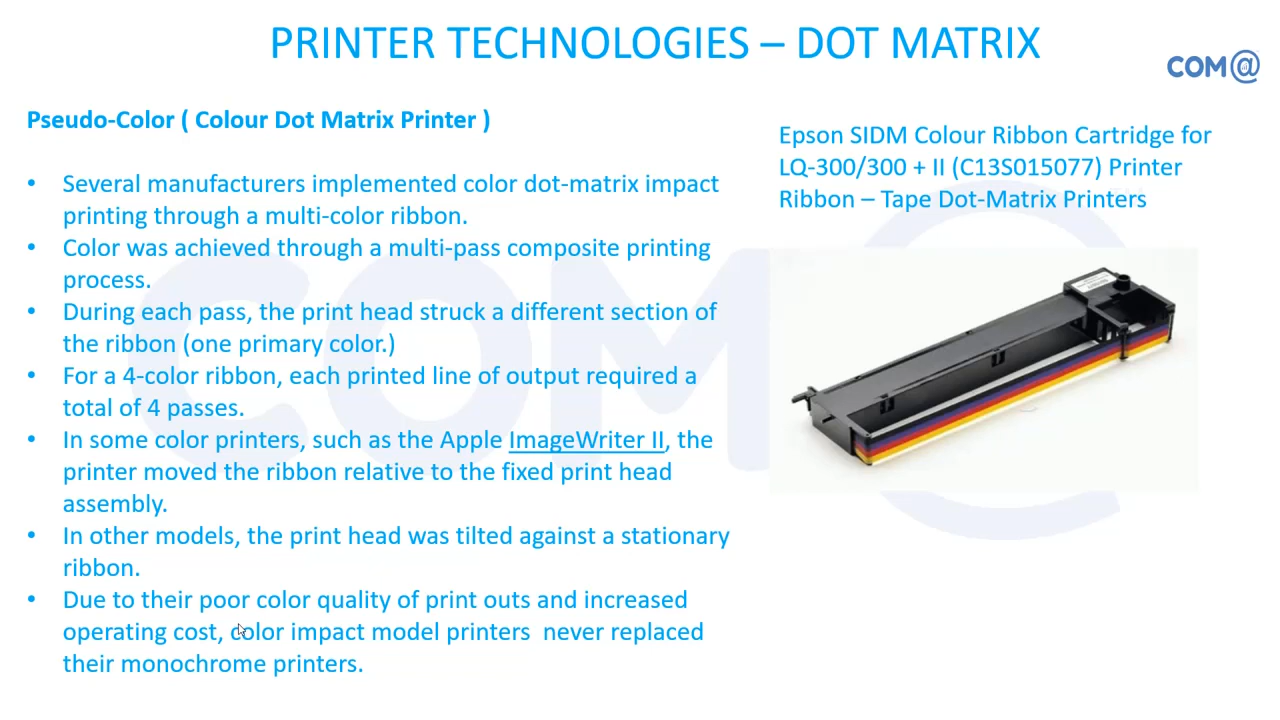 PRINTER TECHNOLOGIES – DOT MATRIX
COM@
Pseudo-Color ( Colour Dot Matrix Printer )
• Several manufacturers implemented color dot-matrix impact
printing through a multi-color ribbon.
• Color was achieved through a multi-pass composite printing
process.
• During each pass, the print head struck a different section of
the ribbon (one primary color.)
• For a 4-color ribbon, each printed line of output required a
total of 4 passes.
• In some color printers, such as the Apple ImageWriter II, the
printer moved the ribbon relative to the fixed print head
assembly.
• In other models, the print head was tilted against a stationary
ribbon.
• Due to their poor color quality of print outs and increased
operating cost, color impact model printers  never replaced
their monochrome printers.
Epson SIDM Colour Ribbon Cartridge for
LQ-300/300 + II (C13S015077) Printer
Ribbon – Tape Dot-Matrix Printers
COM